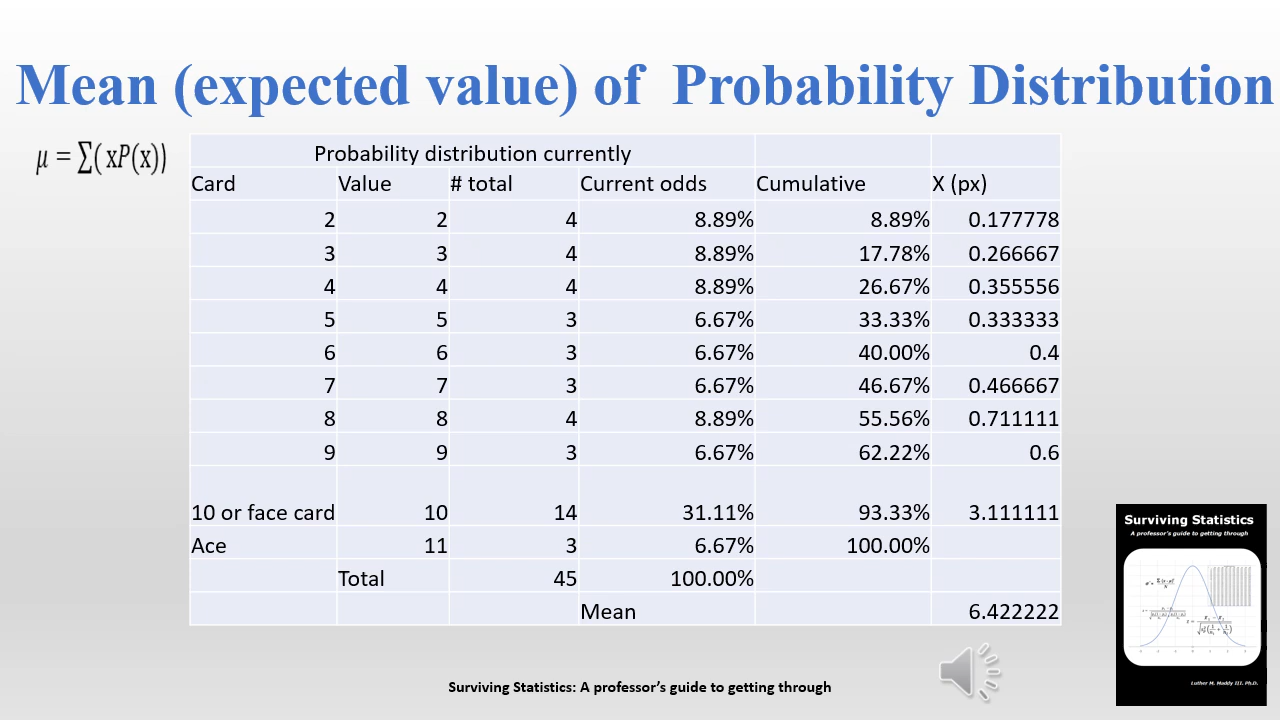 Mean (expected value) of Probability Distribution
μ = ∑( xP(x))
Probability distribution currently
Card Value # total Current odds Cumulative X (px)
2 2 4 8.89% 8.89% 0.177778
3 3 4 8.89% 17.78% 0.266667
4 4 4 8.89% 26.67% 0.355556
5 5 3 6.67% 33.33% 0.333333
6 6 3 6.67% 40.00% 0.4
7 7 3 6.67% 46.67% 0.466667
8 8 4 8.89% 55.56% 0.711111
9 9 3 6.67% 62.22% 0.6
10 or face card 10 14 31.11% 93.33% 3.111111
Ace 11 3 6.67% 100.00%
Total 45 100.00%
Mean 6.422222
Surviving Statistics
A professor's guide to getting through
Luther M. Maddy III. Ph.D.
Surviving Statistics: A professor’s guide to getting through